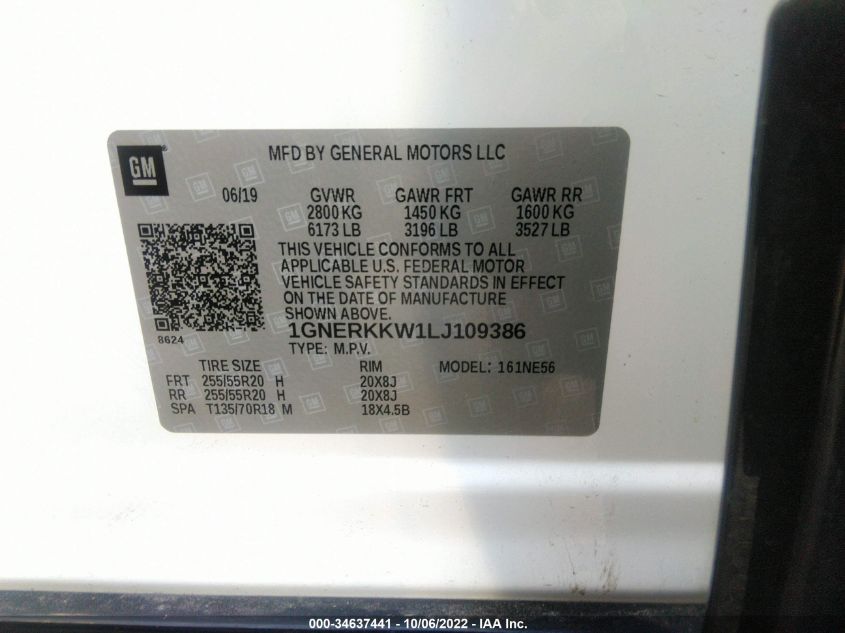 GM
MFD BY GENERAL MOTORS LLC
06/19 GVWR GAWR FRT GAWR RR
2800 KG 1450 KG 1600 KG
6173 LB 3196 LB 3527 LB
THIS VEHICLE CONFORMS TO ALL
APPLICABLE U.S. FEDERAL MOTOR
VEHICLE SAFETY STANDARDS IN EFFECT
ON THE DATE OF MANUFACTURE
SHOWN ABOVE.
8624
1GNERKKW1LJ109386
TYPE: M.P.V.
TIRE SIZE RIM MODEL: 161NE56
FRT 255/55R20 H 20X8J
RR 255/55R20 H 20X8J
SPA T135/70R18 M 18X4.5B
000-34637441 - 10/06/2022 - IAA Inc.